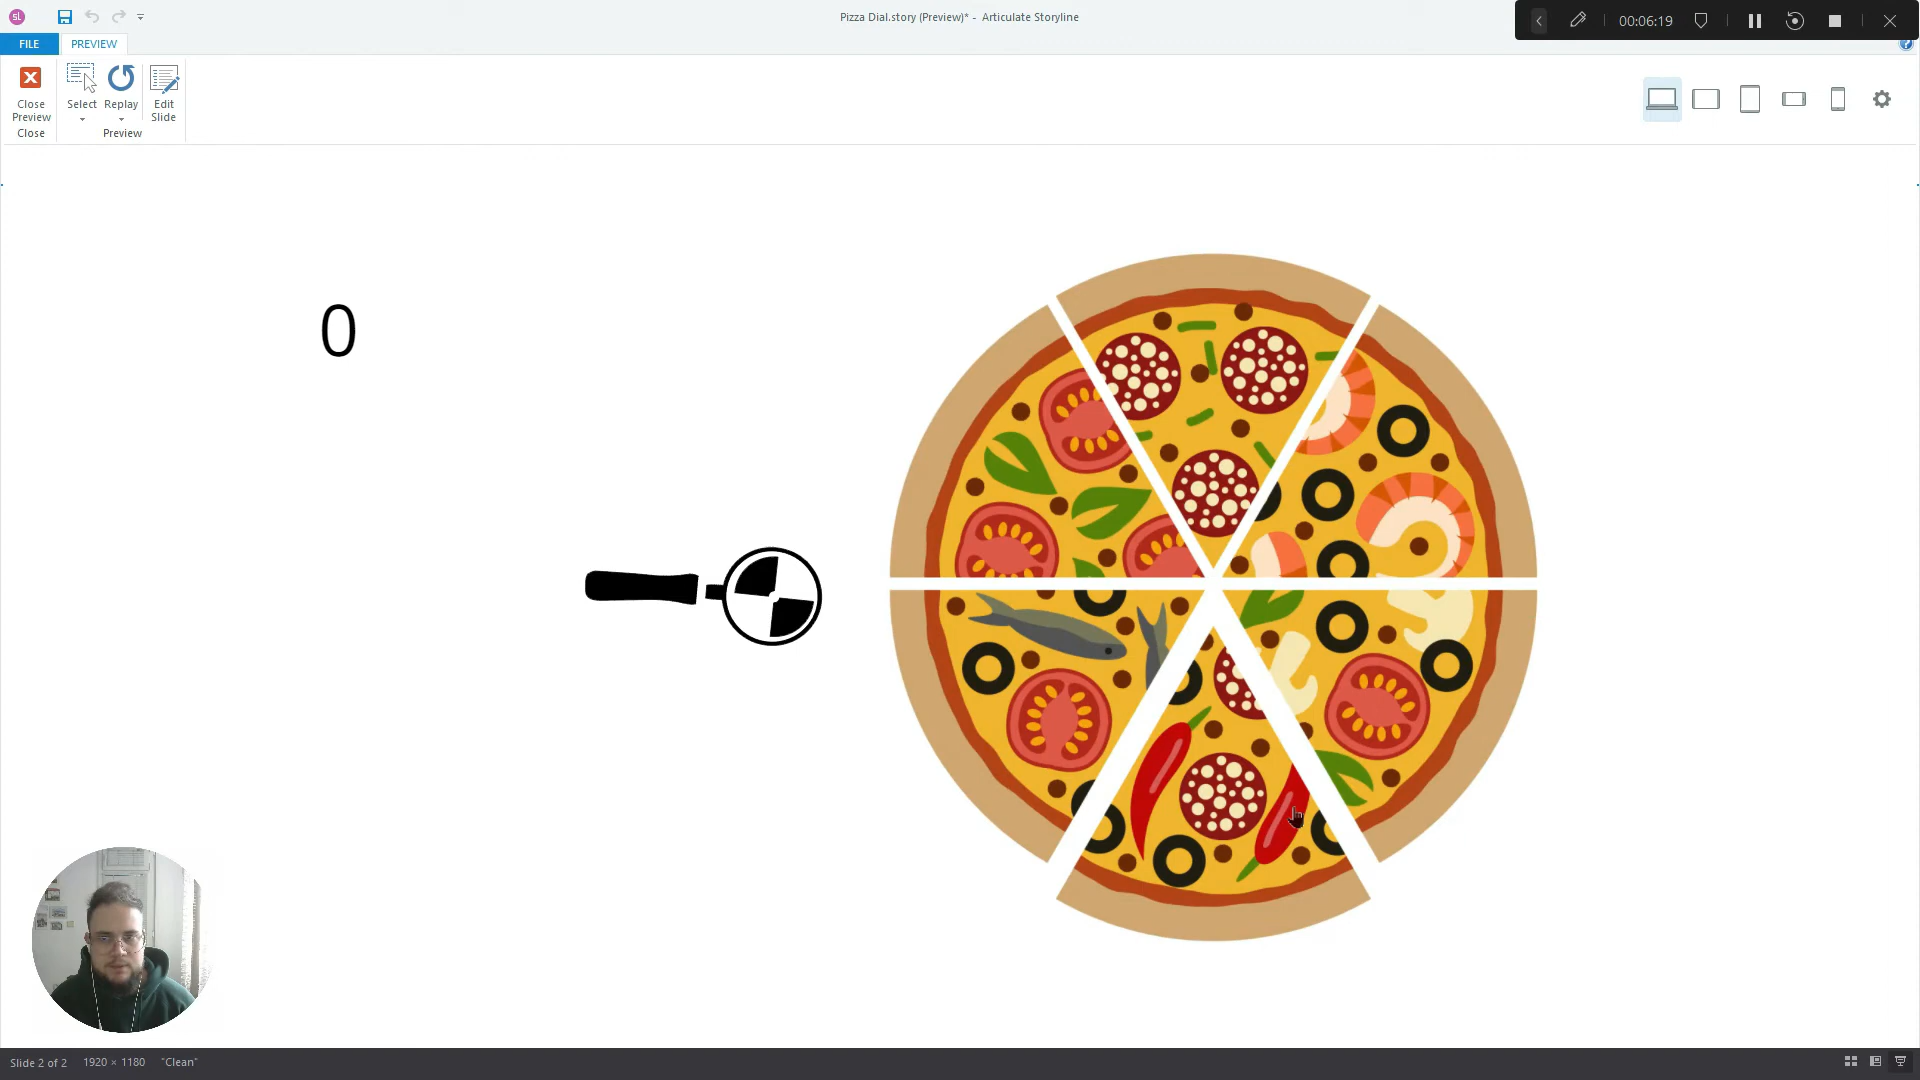 sl
Pizza Dial.story (Preview)* - Articulate Storyline
00:06:19
FILE
PREVIEW
?
Close Preview
Select
Replay
Edit Slide
Close
Preview
0
Slide 2 of 2
1920 × 1180
"Clean"